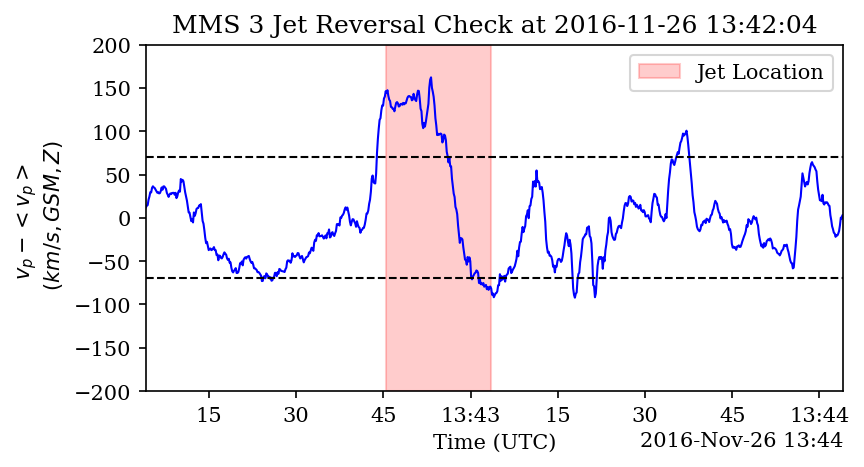 MMS 3 Jet Reversal Check at 2016-11-26 13:42:04
200
150
100
50
0
−50
−100
−150
−200
v_p − < v_p >
(km/s, GSM, Z)
Jet Location
15
30
45
13:43
15
30
45
13:44
Time (UTC)
2016-Nov-26 13:44